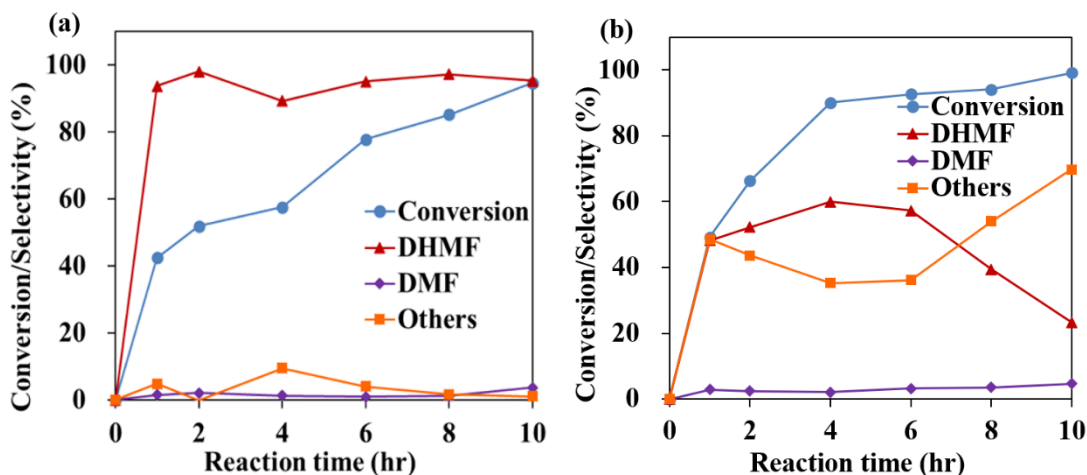 (a)
Conversion/Selectivity (%)
100
80
60
40
20
0
Conversion
DHMF
DMF
Others
0 2 4 6 8 10
Reaction time (hr)
(b)
Conversion/Selectivity (%)
100
80
60
40
20
0
Conversion
DHMF
DMF
Others
0 2 4 6 8 10
Reaction time (hr)